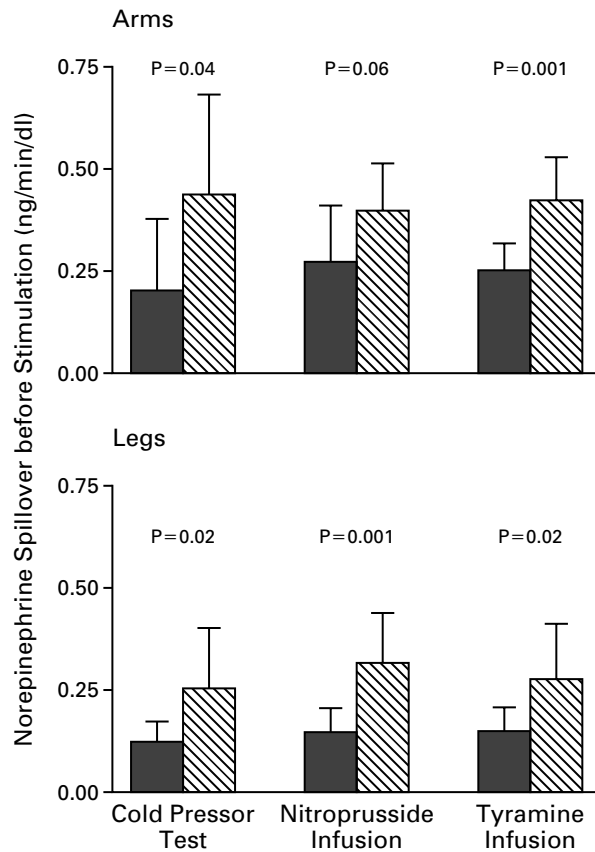 Arms
Norepinephrine Spillover before Stimulation (ng/min/dl)
0.75
0.50
0.25
0.00
P=0.04
P=0.06
P=0.001
Legs
0.75
0.50
0.25
0.00
P=0.02
P=0.001
P=0.02
Cold Pressor
Test
Nitroprusside
Infusion
Tyramine
Infusion